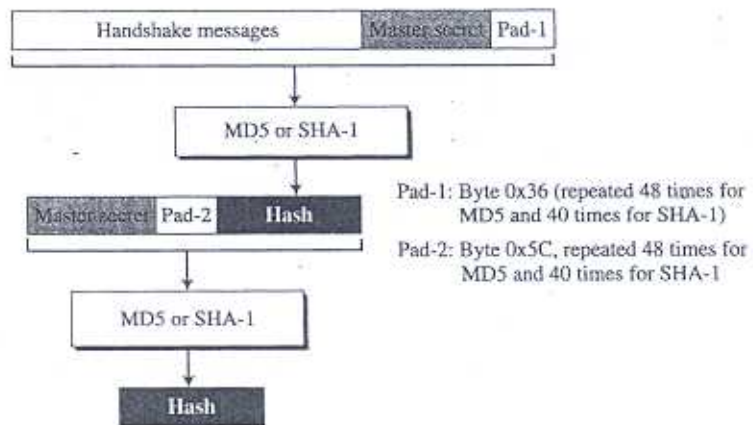 Handshake messages Master secret Pad-1
MD5 or SHA-1
Master secret Pad-2 Hash
Pad-1: Byte 0x36 (repeated 48 times for
MD5 and 40 times for SHA-1)
Pad-2: Byte 0x5C, repeated 48 times for
MD5 and 40 times for SHA-1
MD5 or SHA-1
Hash